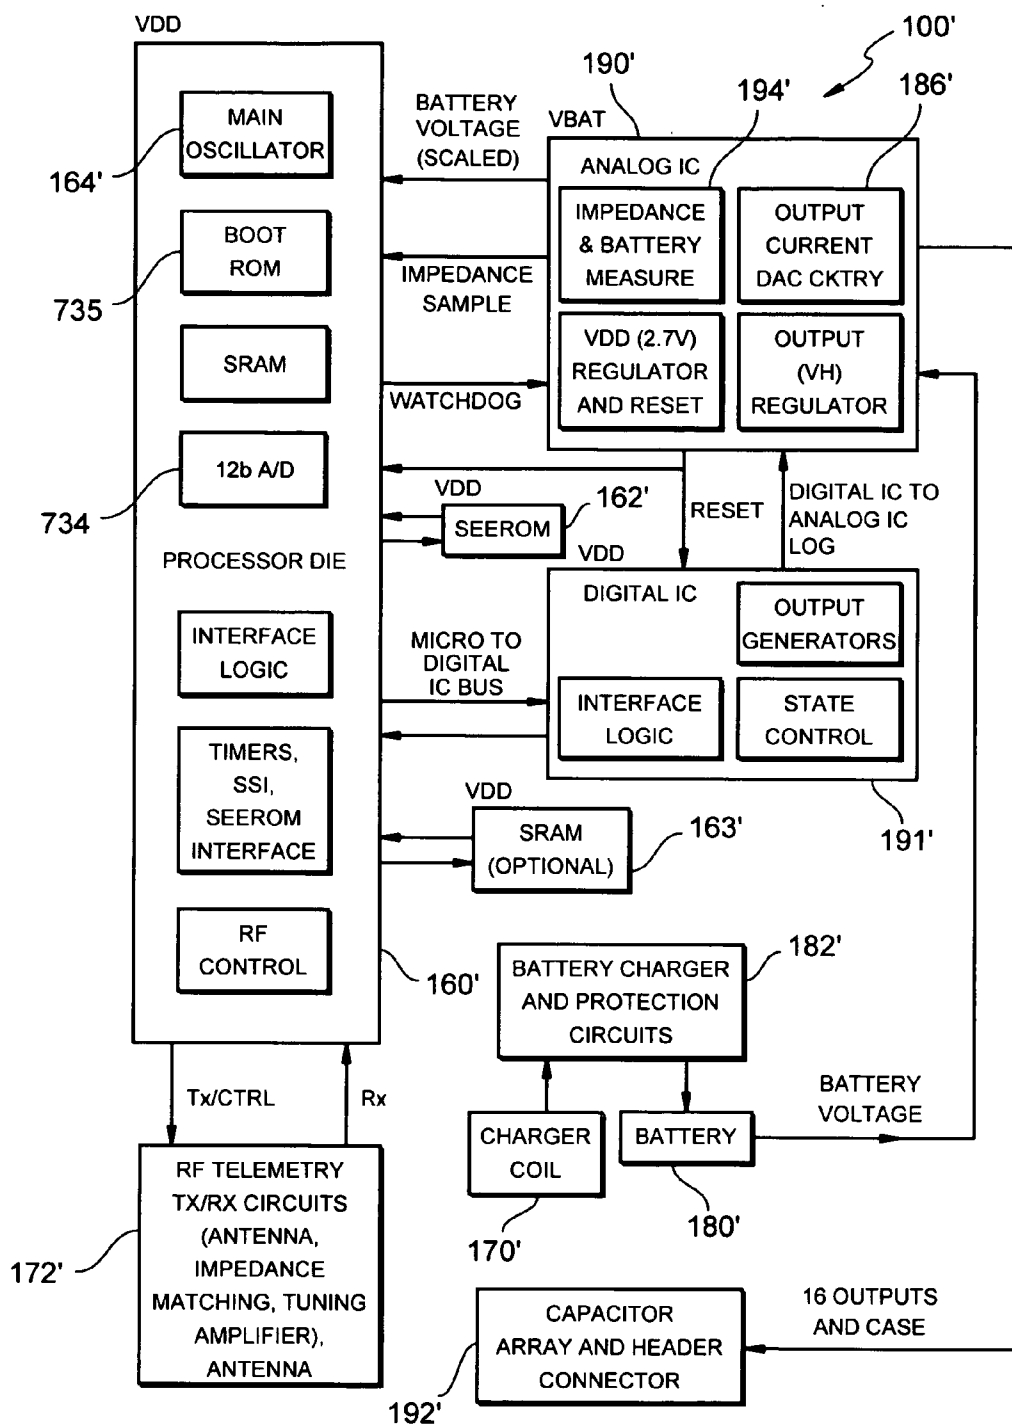 VDD
100'
190'
194'
186'
VBAT
MAIN
OSCILLATOR
164'
BATTERY
VOLTAGE
(SCALED)
ANALOG IC
IMPEDANCE
& BATTERY
MEASURE
OUTPUT
CURRENT
DAC CKTRY
BOOT
ROM
735
IMPEDANCE
SAMPLE
VDD (2.7V)
REGULATOR
AND RESET
OUTPUT
(VH)
REGULATOR
SRAM
WATCHDOG
12b A/D
734
VDD
SEEROM
162'
RESET
DIGITAL IC TO
ANALOG IC
LOG
VDD
PROCESSOR DIE
DIGITAL IC
OUTPUT
GENERATORS
INTERFACE
LOGIC
MICRO TO
DIGITAL
IC BUS
INTERFACE
LOGIC
STATE
CONTROL
191'
TIMERS,
SSI,
SEEROM
INTERFACE
VDD
SRAM
(OPTIONAL)
163'
RF
CONTROL
160'
BATTERY CHARGER
AND PROTECTION
CIRCUITS
182'
Tx/CTRL
Rx
CHARGER
COIL
170'
BATTERY
180'
BATTERY
VOLTAGE
RF TELEMETRY
TX/RX CIRCUITS
(ANTENNA,
IMPEDANCE
MATCHING, TUNING
AMPLIFIER),
ANTENNA
172'
CAPACITOR
ARRAY AND HEADER
CONNECTOR
192'
16 OUTPUTS
AND CASE